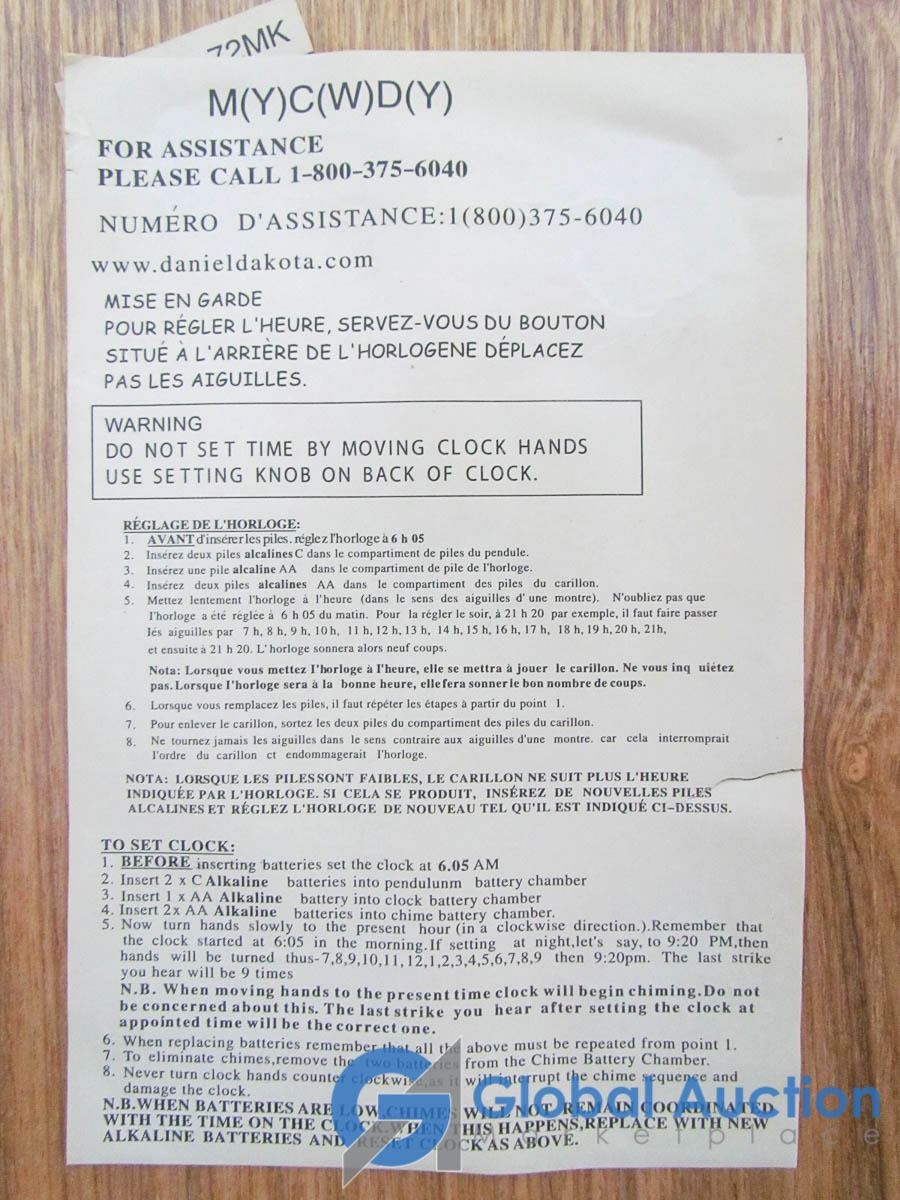 72MK
M(Y)C(W)D(Y)
FOR ASSISTANCE
PLEASE CALL 1-800-375-6040
NUMÉRO D'ASSISTANCE:1(800)375-6040
www.danieldakota.com
MISE EN GARDE
POUR RÉGLER L'HEURE, SERVEZ-VOUS DU BOUTON
SITUÉ À L'ARRIÈRE DE L'HORLOGENE DÉPLACEZ
PAS LES AIGUILLES.
WARNING
DO NOT SET TIME BY MOVING CLOCK HANDS
USE SETTING KNOB ON BACK OF CLOCK.
RÉGLAGE DE L'HORLOGE:
1. AVANT d'insérer les piles. réglez l'horloge à 6 h 05
2. Insérez deux piles alcalines C dans le compartiment de piles du pendule.
3. Insérez une pile alcaline AA dans le compartiment de pile de l'horloge.
4. Insérez deux piles alcalines AA dans le compartiment des piles du carillon.
5. Mettez lentement l'horloge à l'heure (dans le sens des aiguilles d' une montre). N'oubliez pas que
l'horloge a été réglée à 6 h 05 du matin. Pour la régler le soir, à 21 h 20 par exemple, il faut faire passer
lés aiguilles par 7 h, 8 h, 9 h, 10 h, 11 h, 12 h, 13 h, 14 h, 15 h, 16 h, 17 h, 18 h, 19 h, 20 h, 21h,
et ensuite à 21 h 20. L' horloge sonnera alors neuf coups.
Nota: Lorsque vous mettez l'horloge à l'heure, elle se mettra à jouer le carillon. Ne vous inq uiétez
pas. Lorsque l'horloge sera à la bonne heure, elle fera sonner le bon nombre de coups.
6. Lorsque vous remplacez les piles, il faut répéter les étapes à partir du point 1.
7. Pour enlever le carillon, sortez les deux piles du compartiment des piles du carillon.
8. Ne tournez jamais les aiguilles dans le sens contraire aux aiguilles d'une montre. car cela interromprait
l'ordre du carillon et endommagerait l'horloge.
NOTA: LORSQUE LES PILES SONT FAIBLES, LE CARILLON NE SUIT PLUS L'HEURE
INDIQUÉE PAR L'HORLOGE. SI CELA SE PRODUIT, INSÉREZ DE NOUVELLES PILES
ALCALINES ET RÉGLEZ L'HORLOGE DE NOUVEAU TEL QU'IL EST INDIQUÉ CI-DESSUS.
TO SET CLOCK:
1. BEFORE inserting batteries set the clock at 6.05 AM
2. Insert 2 x C Alkaline batteries into pendulunm battery chamber
3. Insert 1 x AA Alkaline battery into clock battery chamber
4. Insert 2x AA Alkaline batteries into chime battery chamber.
5. Now turn hands slowly to the present hour (in a clockwise direction.).Remember that
the clock started at 6:05 in the morning.If setting at night,let's say, to 9:20 PM,then
hands will be turned thus-7,8,9,10,11,12,1,2,3,4,5,6,7,8,9 then 9:20pm. The last strike
you hear will be 9 times
N.B. When moving hands to the present time clock will begin chiming.Do not
be concerned about this. The last strike you hear after setting the clock at
appointed time will be the correct one.
6. When replacing batteries remember that all the above must be repeated from point 1.
7. To eliminate chimes,remove the two batteries from the Chime Battery Chamber.
8. Never turn clock hands counter clockwise,as it will interrupt the chime sequence and
damage the clock.
N.B.WHEN BATTERIES ARE LOW,CHIMES WILL NOT REMAIN COORDINATED
WITH THE TIME ON THE CLOCK.WHEN THIS HAPPENS,REPLACE WITH NEW
ALKALINE BATTERIES AND RESET CLOCK AS ABOVE.
Global Auction
Marketplace